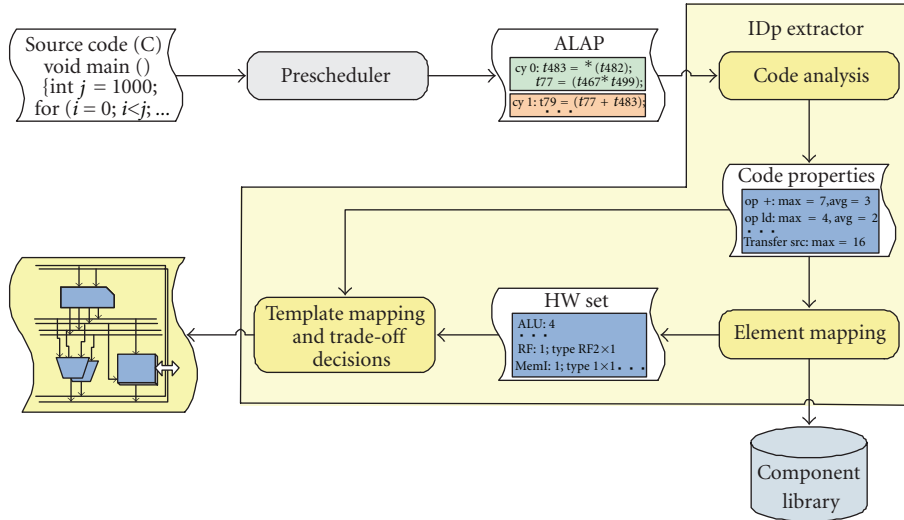 Source code (C)
void main ()
{int j = 1000;
for (i = 0; i<j; ...
Prescheduler
ALAP
cy 0: t483 = * (t482);
t77 = (t467* t499);
cy 1: t79 = (t77 + t483);
...
IDp extractor
Code analysis
Code properties
op +: max = 7,avg = 3
op ld: max = 4, avg = 2
...
Transfer src: max = 16
Element mapping
HW set
ALU: 4
...
RF: 1; type RF2×1
MemI: 1; type 1×1 ...
Template mapping
and trade-off
decisions
Component
library